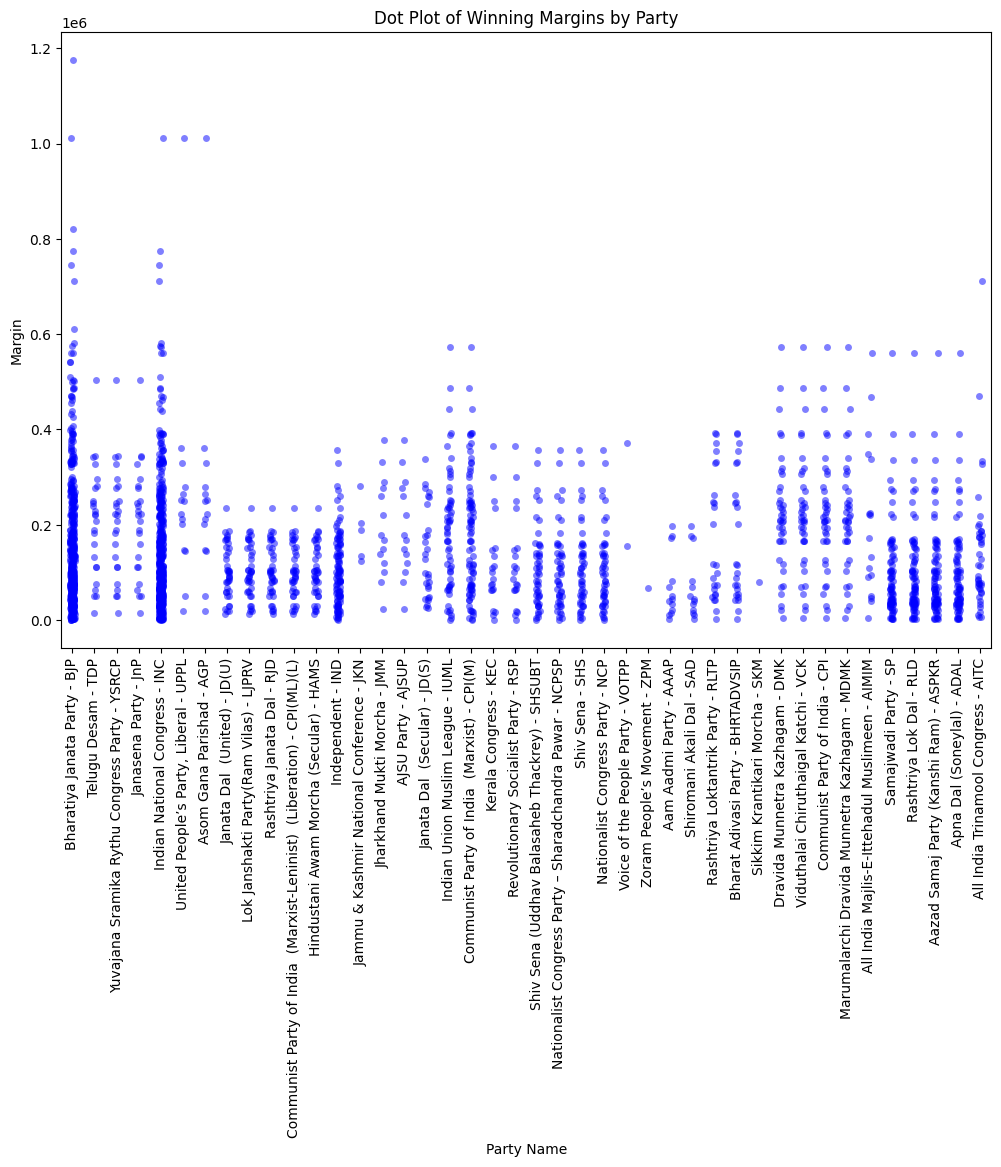 Dot Plot of Winning Margins by Party
1e6
1.2
1.0
0.8
0.6
0.4
0.2
0.0
Margin
Bharatiya Janata Party - BJP
Telugu Desam - TDP
Yuvajana Sramika Rythu Congress Party - YSRCP
Janasena Party - JnP
Indian National Congress - INC
United People’s Party, Liberal - UPPL
Asom Gana Parishad - AGP
Janata Dal  (United) - JD(U)
Lok Janshakti Party(Ram Vilas) - LJPRV
Rashtriya Janata Dal - RJD
Communist Party of India  (Marxist-Leninist)  (Liberation) - CPI(ML)(L)
Hindustani Awam Morcha (Secular) - HAMS
Independent - IND
Jammu & Kashmir National Conference - JKN
Jharkhand Mukti Morcha - JMM
AJSU Party - AJSUP
Janata Dal  (Secular) - JD(S)
Indian Union Muslim League - IUML
Communist Party of India  (Marxist) - CPI(M)
Kerala Congress - KEC
Revolutionary Socialist Party - RSP
Shiv Sena (Uddhav Balasaheb Thackrey) - SHSUBT
Nationalist Congress Party – Sharadchandra Pawar - NCPSP
Shiv Sena - SHS
Nationalist Congress Party - NCP
Voice of the People Party - VOTPP
Zoram People’s Movement - ZPM
Aam Aadmi Party - AAAP
Shiromani Akali Dal - SAD
Rashtriya Loktantrik Party - RLTP
Bharat Adivasi Party - BHRTADVSIP
Sikkim Krantikari Morcha - SKM
Dravida Munnetra Kazhagam - DMK
Viduthalai Chiruthaigal Katchi - VCK
Communist Party of India - CPI
Marumalarchi Dravida Munnetra Kazhagam - MDMK
All India Majlis-E-Ittehadul Muslimeen - AIMIM
Samajwadi Party - SP
Rashtriya Lok Dal - RLD
Aazad Samaj Party (Kanshi Ram) - ASPKR
Apna Dal (Soneylal) - ADAL
All India Trinamool Congress - AITC
Party Name